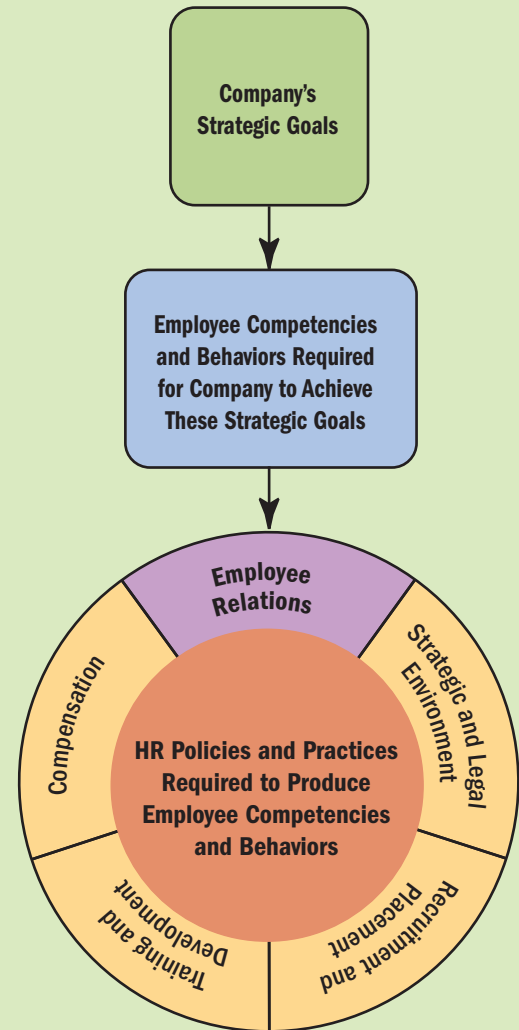 Company's
Strategic Goals
Employee Competencies
and Behaviors Required
for Company to Achieve
These Strategic Goals
Employee
Relations
Strategic and Legal
Environment
Recruitment and
Placement
Training and
Development
Compensation
HR Policies and Practices
Required to Produce
Employee Competencies
and Behaviors